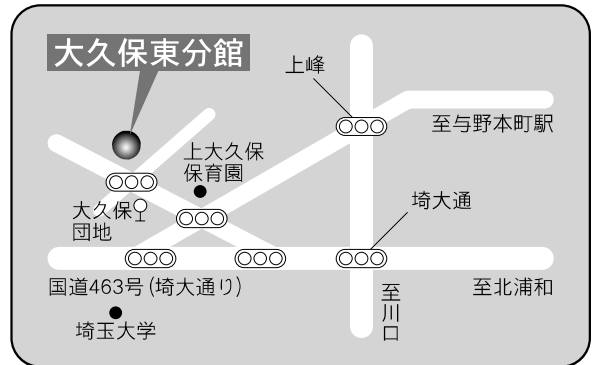 大久保東分館
上峰
至与野本町駅
上大久保
保育園
大久保
団地
埼大通
国道463号(埼大通り)
至川口
至北浦和
埼玉大学